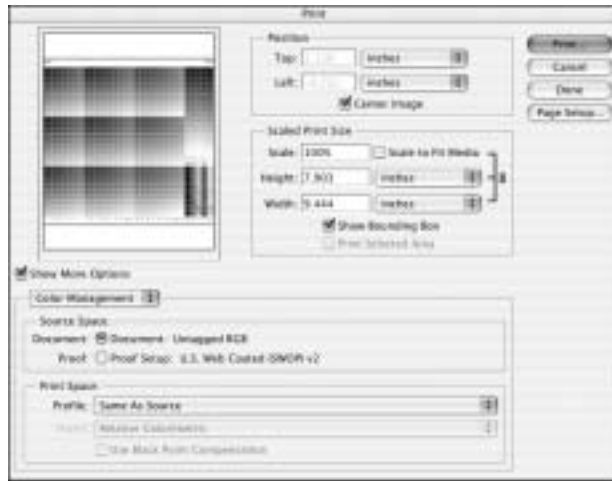 Print
Position
Top: inches
Left: inches
Center Image
Scaled Print Size
Scale: 100% Scale to Fit Media
Height: 7.903 inches
Width: 9.444 inches
Show Bounding Box
Print Selected Area
Print...
Cancel
Done
Page Setup...
Show More Options
Color Management
Source Space
Document: Document: Untagged RGB
Proof: Proof Setup: U.S. Web Coated (SWOP) v2
Print Space
Profile: Same As Source
Intent: Relative Colorimetric
Use Black Point Compensation